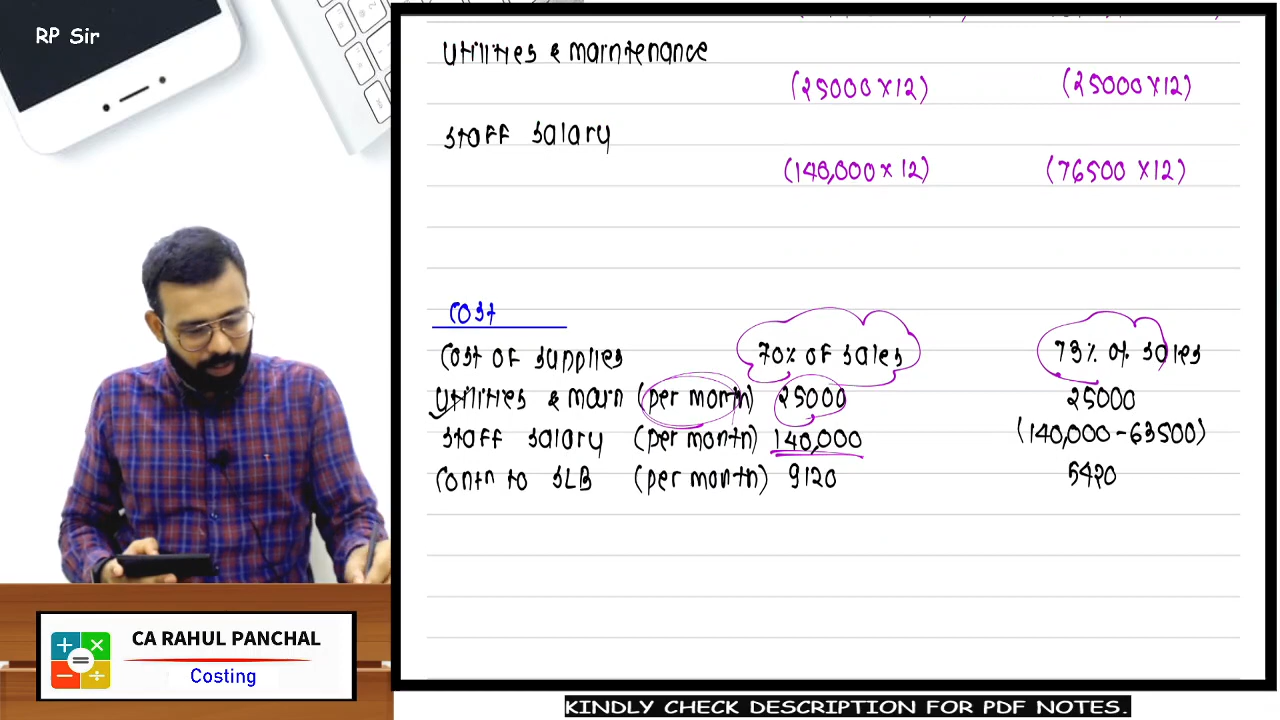 RP Sir
Utilities & maintenance
(25000 X 12) (25000 X 12)
Staff Salary
(140,000 X 12) (76500 X 12)
Cost
Cost of supplies 70% of sales 73% of sales
Utilities & main (per month) 25000 25000
Staff salary (per month) 140,000 (140,000 - 63500)
Contn to SLB (per month) 9120 5420
CA RAHUL PANCHAL
Costing
KINDLY CHECK DESCRIPTION FOR PDF NOTES.